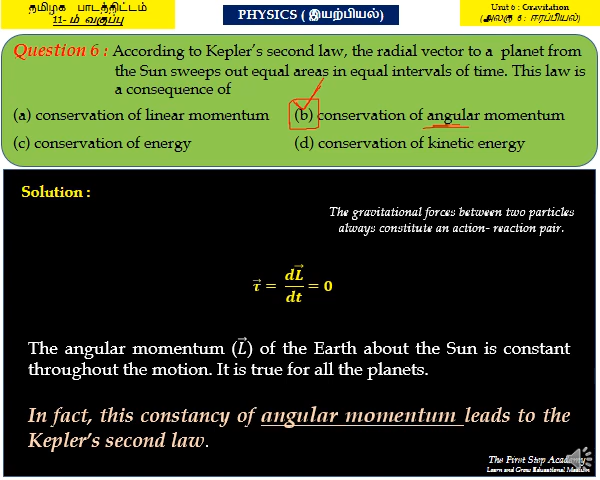 தமிழக பாடத்திட்டம்
11- ம் வகுப்பு
PHYSICS ( இயற்பியல்)
Unit 6 : Gravitation
(அலகு 6 : ஈர்ப்பியல்)
Question 6 : According to Kepler's second law, the radial vector to a planet from
the Sun sweeps out equal areas in equal intervals of time. This law is
a consequence of
(a) conservation of linear momentum (b) conservation of angular momentum
(c) conservation of energy (d) conservation of kinetic energy
Solution :
The gravitational forces between two particles
always constitute an action- reaction pair.
τ⃗ = dL⃗/dt = 0
The angular momentum (L⃗) of the Earth about the Sun is constant
throughout the motion. It is true for all the planets.
In fact, this constancy of angular momentum leads to the
Kepler's second law.
The First Step Academy
Learn and Grow Educational